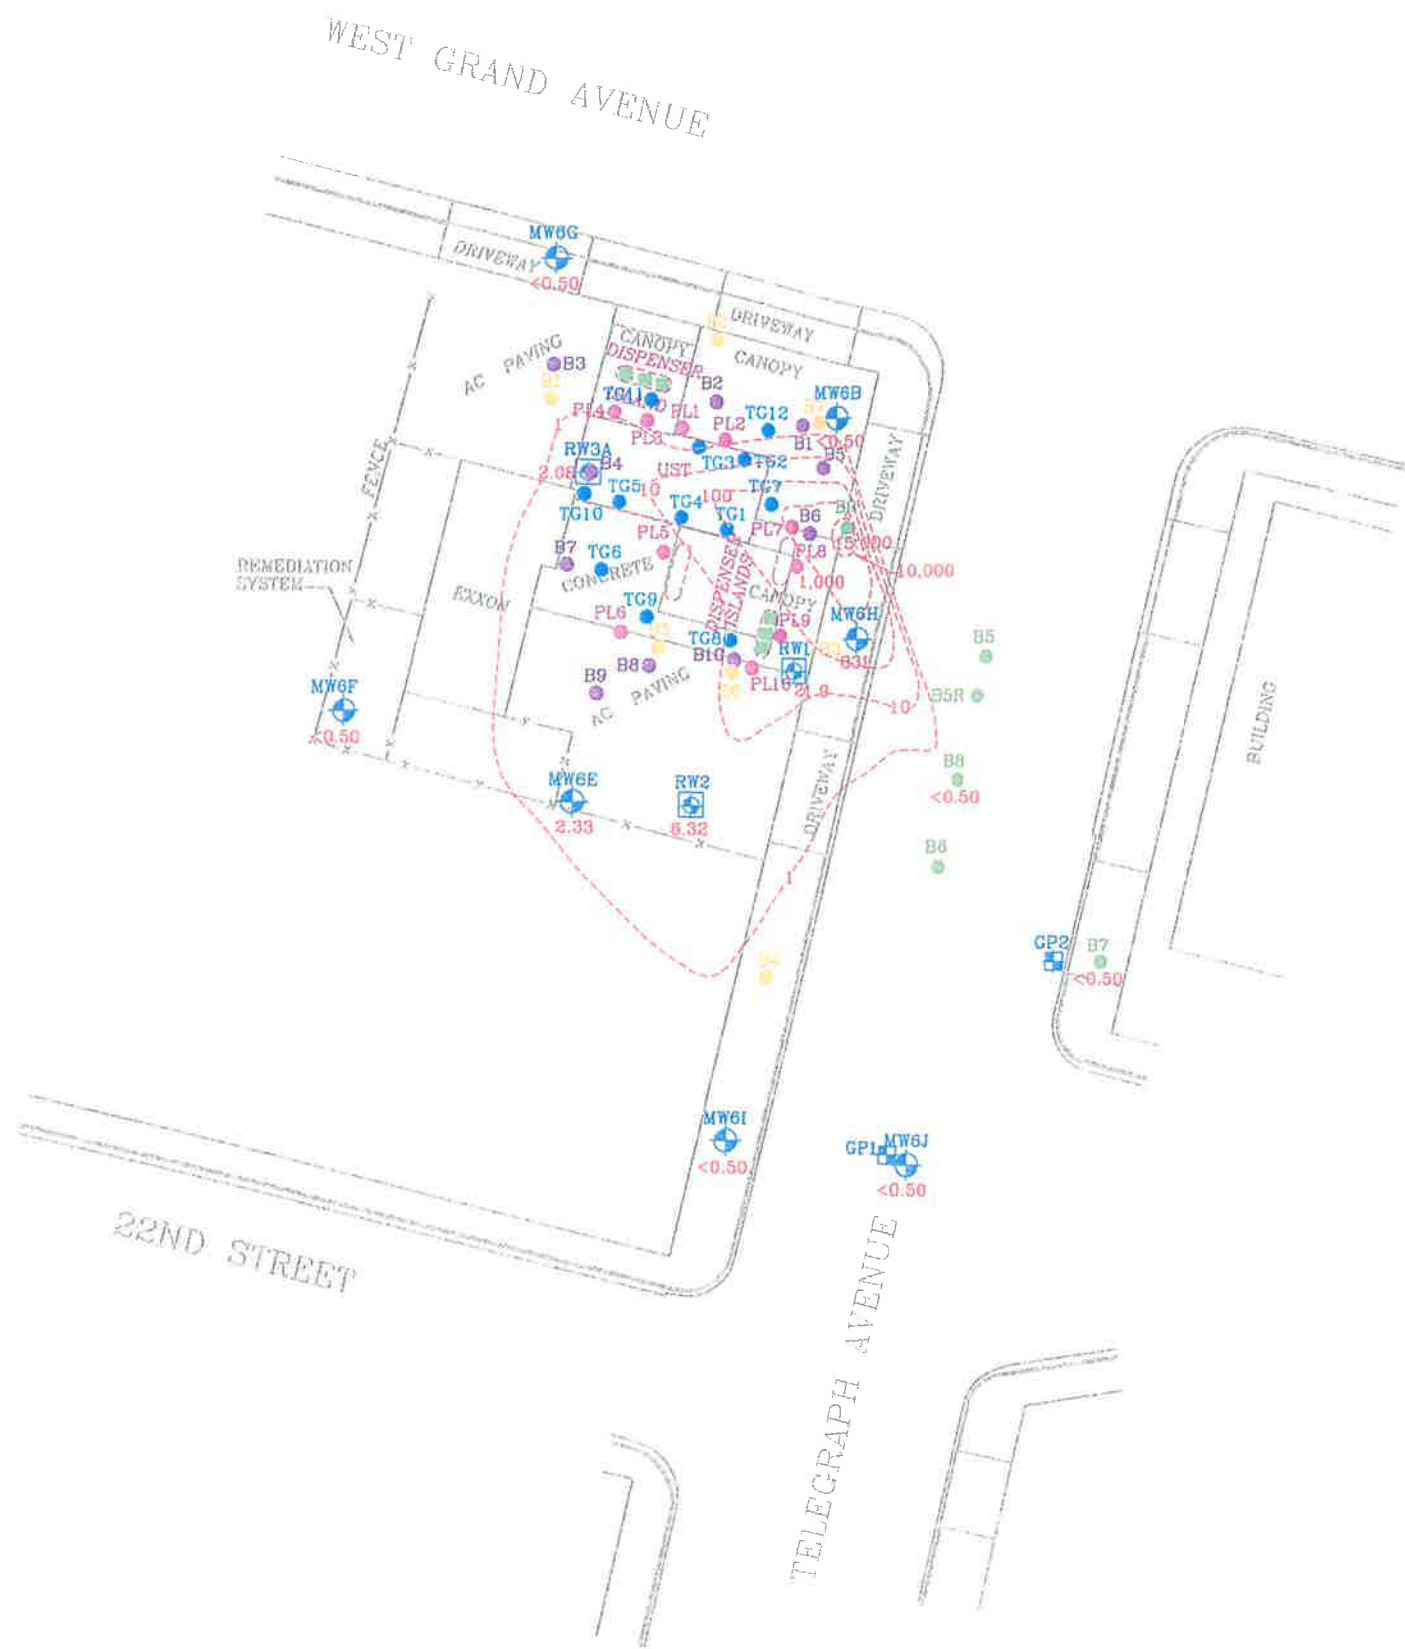 WEST GRAND AVENUE
MW6G
DRIVEWAY
<0.50
DRIVEWAY
CANOPY
CANOPY
DISPENSER
AC PAVING
B3
B2
TG11
MW6B
PL4
PL1
TG12
PL3
PL2
B1
<0.50
1
RW3A
B4
2.08
UST
TG3
B5
DRIVEWAY
FENCE
10
100
TG7
TG5
TG10
TG4
TG1
PL7
B6
15,000
PL5
PL8
B7
TG6
CONCRETE
10,000
1,000
REMEDIATION
SYSTEM
EXXON
DISPENSER
ISLANDS
CANOPY
TG9
MW6H
PL6
PL9
TG8
B5
B10
RW1
831
B8
PL10
21.9
B9
AC PAVING
10
B5R
MW6F
<0.50
BUILDING
B8
<0.50
MW6E
RW2
DRIVEWAY
2.33
6.32
B6
1
GP2
B7
<0.50
MW6I
<0.50
GP1
MW6J
<0.50
22ND STREET
TELEGRAPH AVENUE